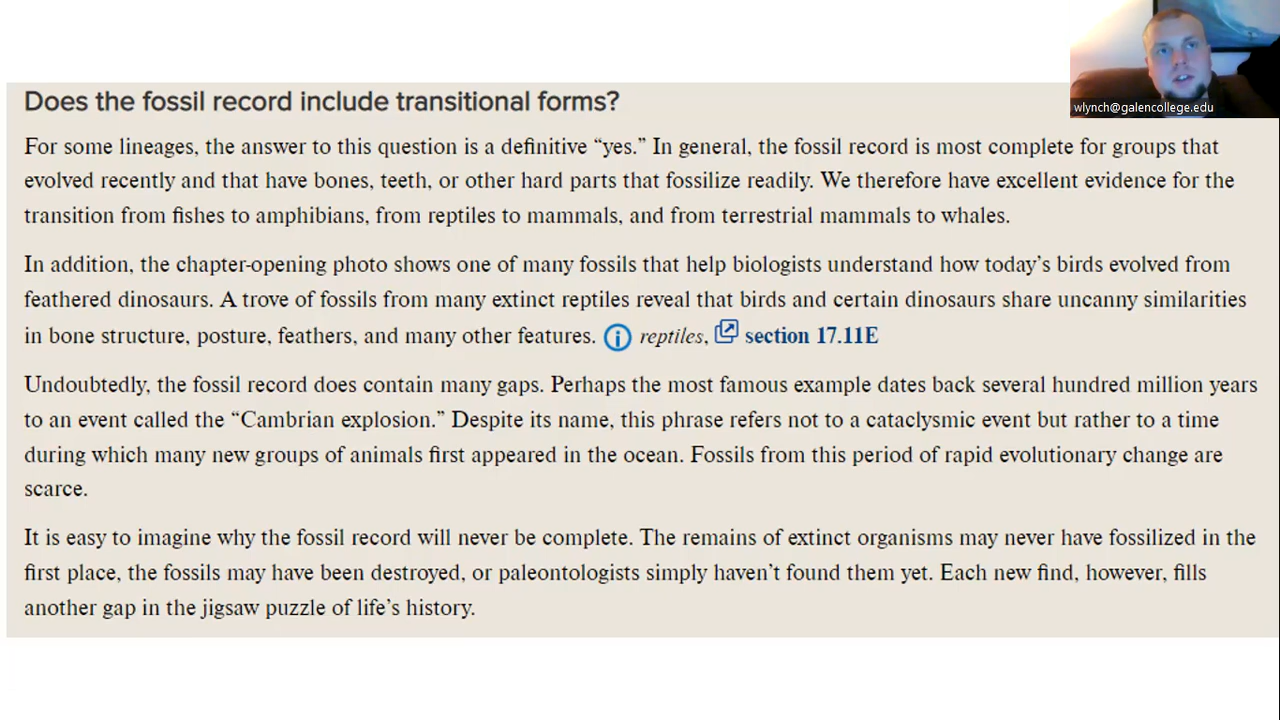 wlynch@galencollege.edu
Does the fossil record include transitional forms?
For some lineages, the answer to this question is a definitive “yes.” In general, the fossil record is most complete for groups that
evolved recently and that have bones, teeth, or other hard parts that fossilize readily. We therefore have excellent evidence for the
transition from fishes to amphibians, from reptiles to mammals, and from terrestrial mammals to whales.
In addition, the chapter-opening photo shows one of many fossils that help biologists understand how today’s birds evolved from
feathered dinosaurs. A trove of fossils from many extinct reptiles reveal that birds and certain dinosaurs share uncanny similarities
in bone structure, posture, feathers, and many other features. reptiles, section 17.11E
Undoubtedly, the fossil record does contain many gaps. Perhaps the most famous example dates back several hundred million years
to an event called the “Cambrian explosion.” Despite its name, this phrase refers not to a cataclysmic event but rather to a time
during which many new groups of animals first appeared in the ocean. Fossils from this period of rapid evolutionary change are
scarce.
It is easy to imagine why the fossil record will never be complete. The remains of extinct organisms may never have fossilized in the
first place, the fossils may have been destroyed, or paleontologists simply haven’t found them yet. Each new find, however, fills
another gap in the jigsaw puzzle of life’s history.